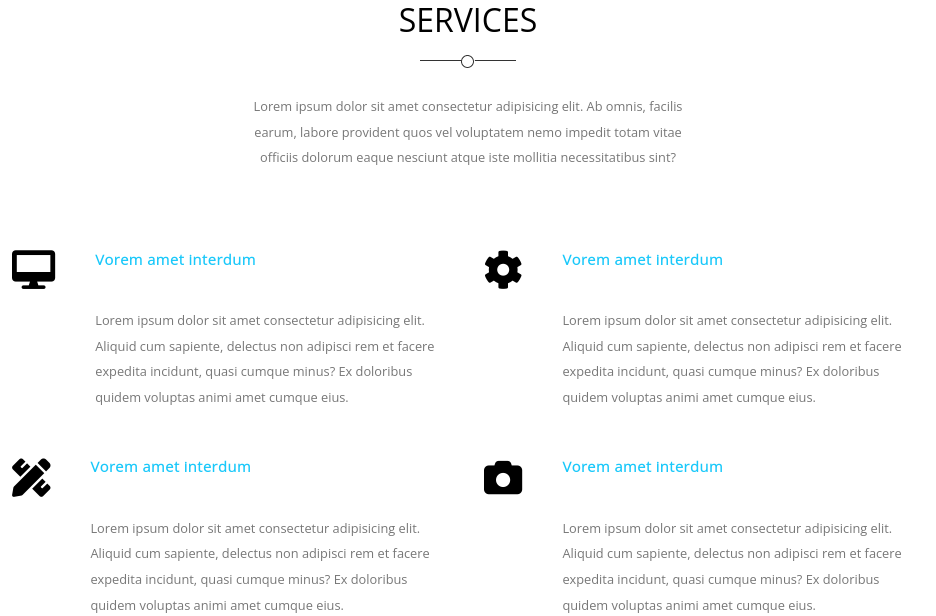 SERVICES
Lorem ipsum dolor sit amet consectetur adipisicing elit. Ab omnis, facilis
earum, labore provident quos vel voluptatem nemo impedit totam vitae
officiis dolorum eaque nesciunt atque iste mollitia necessitatibus sint?
Vorem amet interdum
Lorem ipsum dolor sit amet consectetur adipisicing elit.
Aliquid cum sapiente, delectus non adipisci rem et facere
expedita incidunt, quasi cumque minus? Ex doloribus
quidem voluptas animi amet cumque eius.
Vorem amet interdum
Lorem ipsum dolor sit amet consectetur adipisicing elit.
Aliquid cum sapiente, delectus non adipisci rem et facere
expedita incidunt, quasi cumque minus? Ex doloribus
quidem voluptas animi amet cumque eius.
Vorem amet interdum
Lorem ipsum dolor sit amet consectetur adipisicing elit.
Aliquid cum sapiente, delectus non adipisci rem et facere
expedita incidunt, quasi cumque minus? Ex doloribus
quidem voluptas animi amet cumque eius.
Vorem amet interdum
Lorem ipsum dolor sit amet consectetur adipisicing elit.
Aliquid cum sapiente, delectus non adipisci rem et facere
expedita incidunt, quasi cumque minus? Ex doloribus
quidem voluptas animi amet cumque eius.